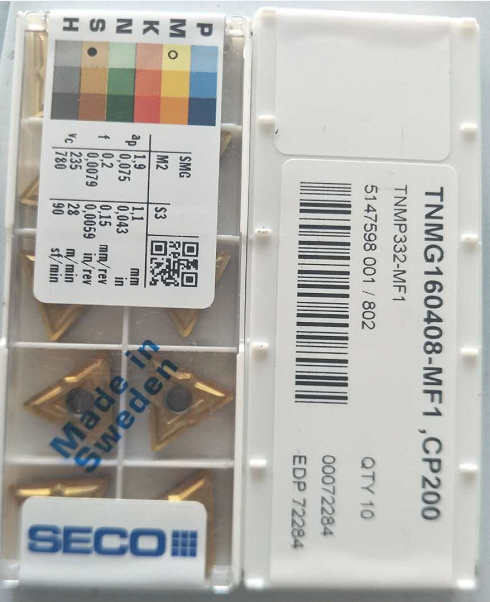 H S N K M P
SMG M2 S3
ap 1,9 1,1 mm
0,075 0,043 in
f 0,2 0,15 mm/rev
0,0079 0,0059 in/rev
vc 235 28 m/min
780 90 sf/min
Made in
Sweden
SECO
TNMG160408-MF1 ,CP200
TNMP332-MF1
5147598 001 / 802
QTY 10
00072284
EDP 72284